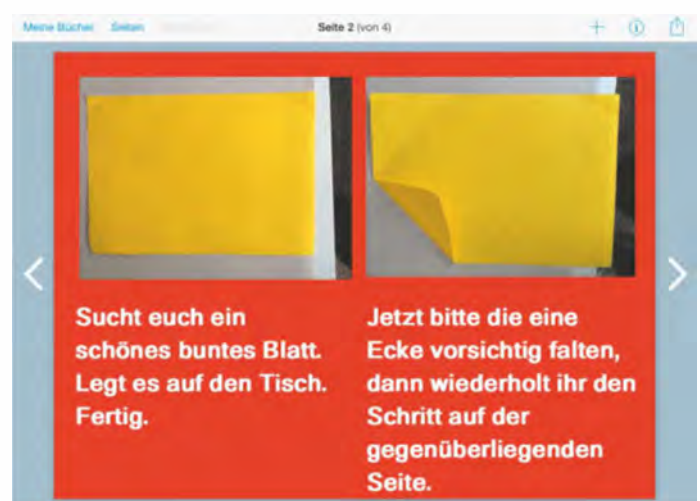 Meine Bücher Seiten Seite 2 (von 4)
Sucht euch ein
schönes buntes Blatt.
Legt es auf den Tisch.
Fertig.
Jetzt bitte die eine
Ecke vorsichtig falten,
dann wiederholt ihr den
Schritt auf der
gegenüberliegenden
Seite.